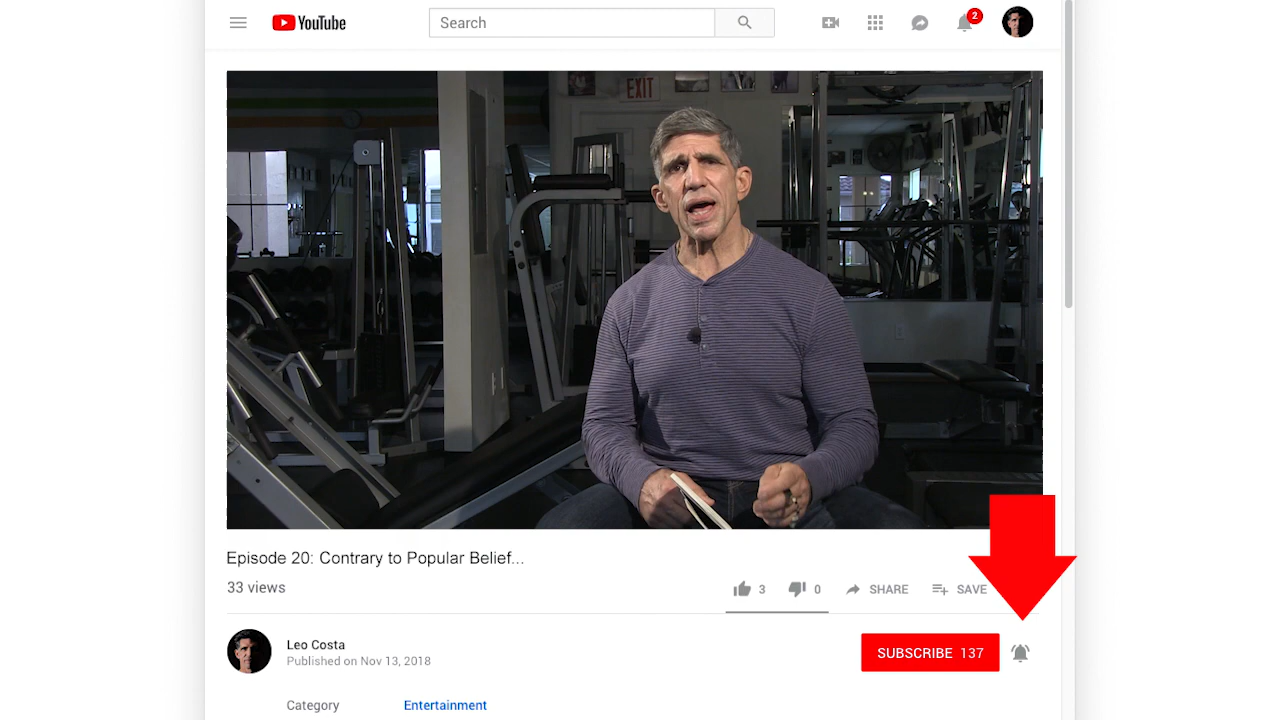 YouTube
Search
2
EXIT
Episode 20: Contrary to Popular Belief...
33 views
3
0
SHARE
SAVE
Leo Costa
Published on Nov 13, 2018
SUBSCRIBE 137
Category
Entertainment